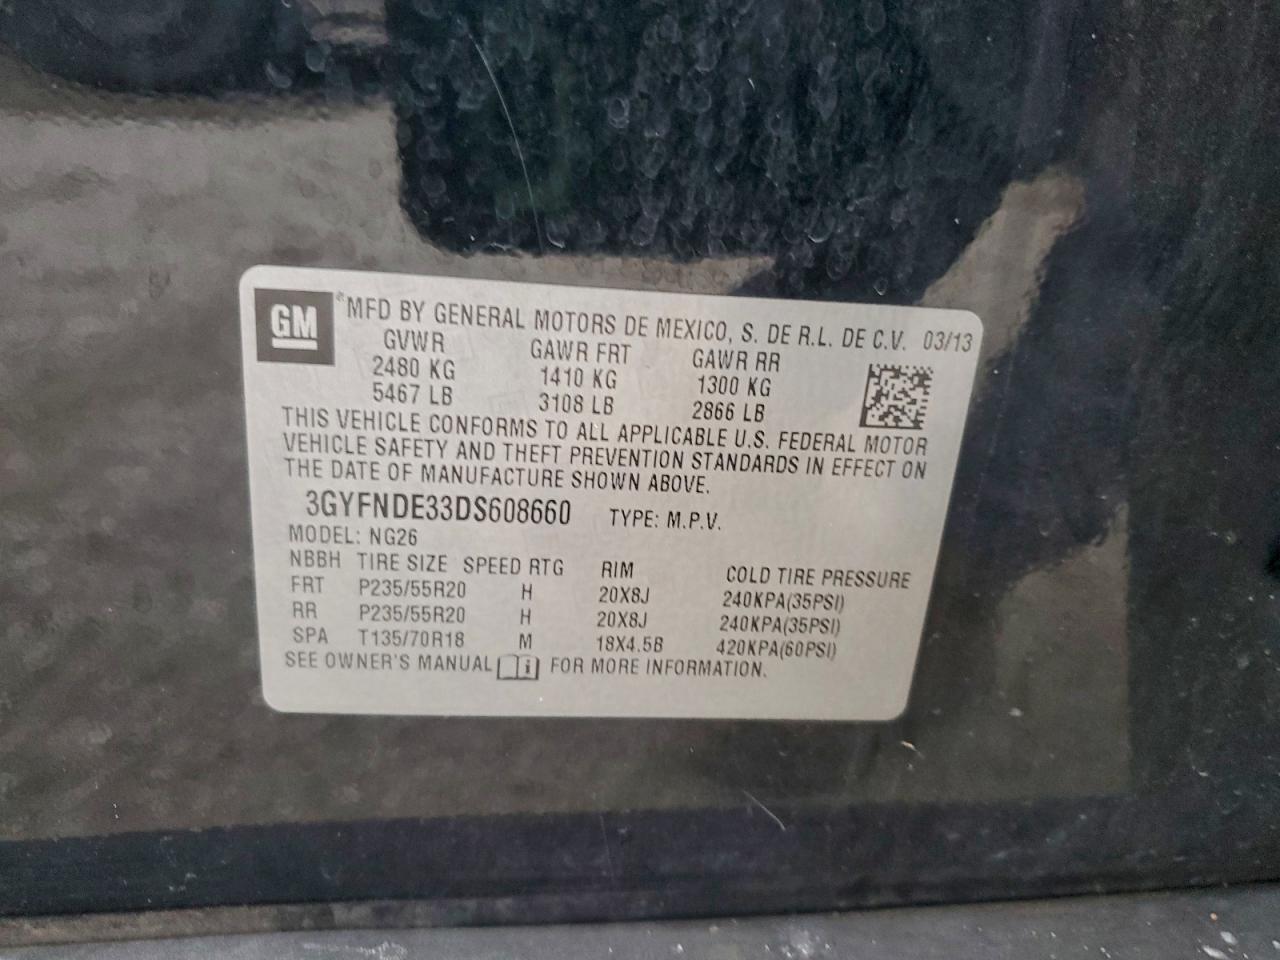 GM ® MFD BY GENERAL MOTORS DE MEXICO, S. DE R.L. DE C.V. 03/13
GVWR GAWR FRT GAWR RR
2480 KG 1410 KG 1300 KG
5467 LB 3108 LB 2866 LB
THIS VEHICLE CONFORMS TO ALL APPLICABLE U.S. FEDERAL MOTOR
VEHICLE SAFETY AND THEFT PREVENTION STANDARDS IN EFFECT ON
THE DATE OF MANUFACTURE SHOWN ABOVE.
3GYFNDE33DS608660 TYPE: M.P.V.
MODEL: NG26
NBBH TIRE SIZE SPEED RTG RIM COLD TIRE PRESSURE
FRT P235/55R20 H 20X8J 240KPA(35PSI)
RR P235/55R20 H 20X8J 240KPA(35PSI)
SPA T135/70R18 M 18X4.5B 420KPA(60PSI)
SEE OWNER'S MANUAL i FOR MORE INFORMATION.